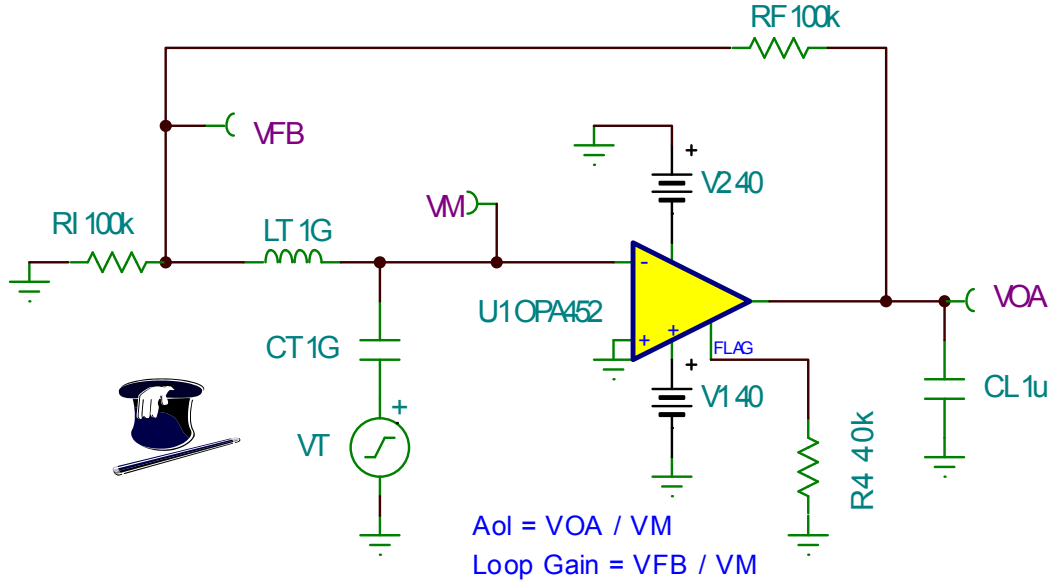 RF 100k
VFB
V2 40
VM
RI 100k
LT 1G
-
U1 OPA452
VOA
CT 1G
+
+
FLAG
V1 40
CL 1u
+
VT
R4 40k
+
+
Aol = VOA / VM
Loop Gain = VFB / VM